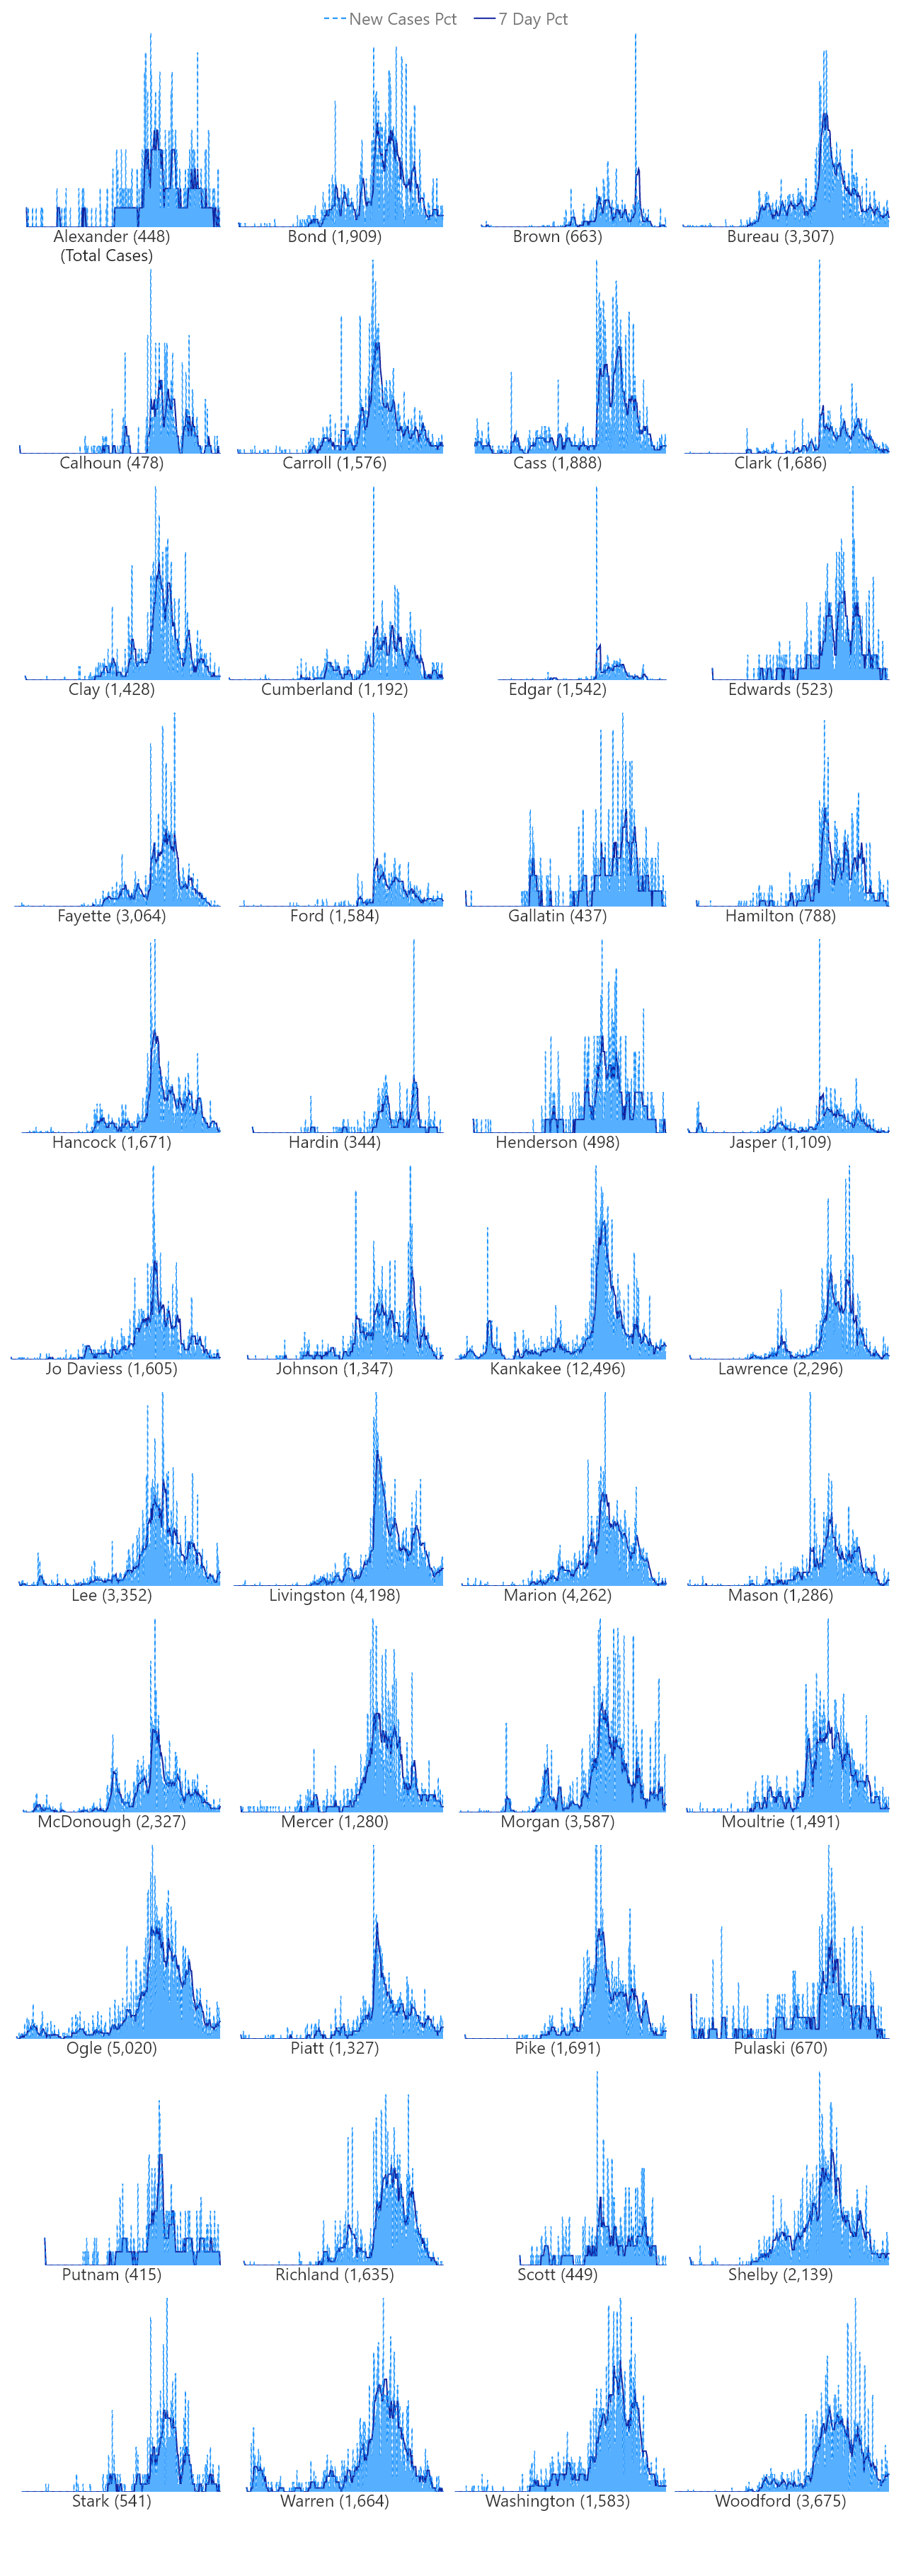 New Cases Pct 7 Day Pct
Alexander (448) Bond (1,909) Brown (663) Bureau (3,307)
(Total Cases)
Calhoun (478) Carroll (1,576) Cass (1,888) Clark (1,686)
Clay (1,428) Cumberland (1,192) Edgar (1,542) Edwards (523)
Fayette (3,064) Ford (1,584) Gallatin (437) Hamilton (788)
Hancock (1,671) Hardin (344) Henderson (498) Jasper (1,109)
Jo Daviess (1,605) Johnson (1,347) Kankakee (12,496) Lawrence (2,296)
Lee (3,352) Livingston (4,198) Marion (4,262) Mason (1,286)
McDonough (2,327) Mercer (1,280) Morgan (3,587) Moultrie (1,491)
Ogle (5,020) Piatt (1,327) Pike (1,691) Pulaski (670)
Putnam (415) Richland (1,635) Scott (449) Shelby (2,139)
Stark (541) Warren (1,664) Washington (1,583) Woodford (3,675)